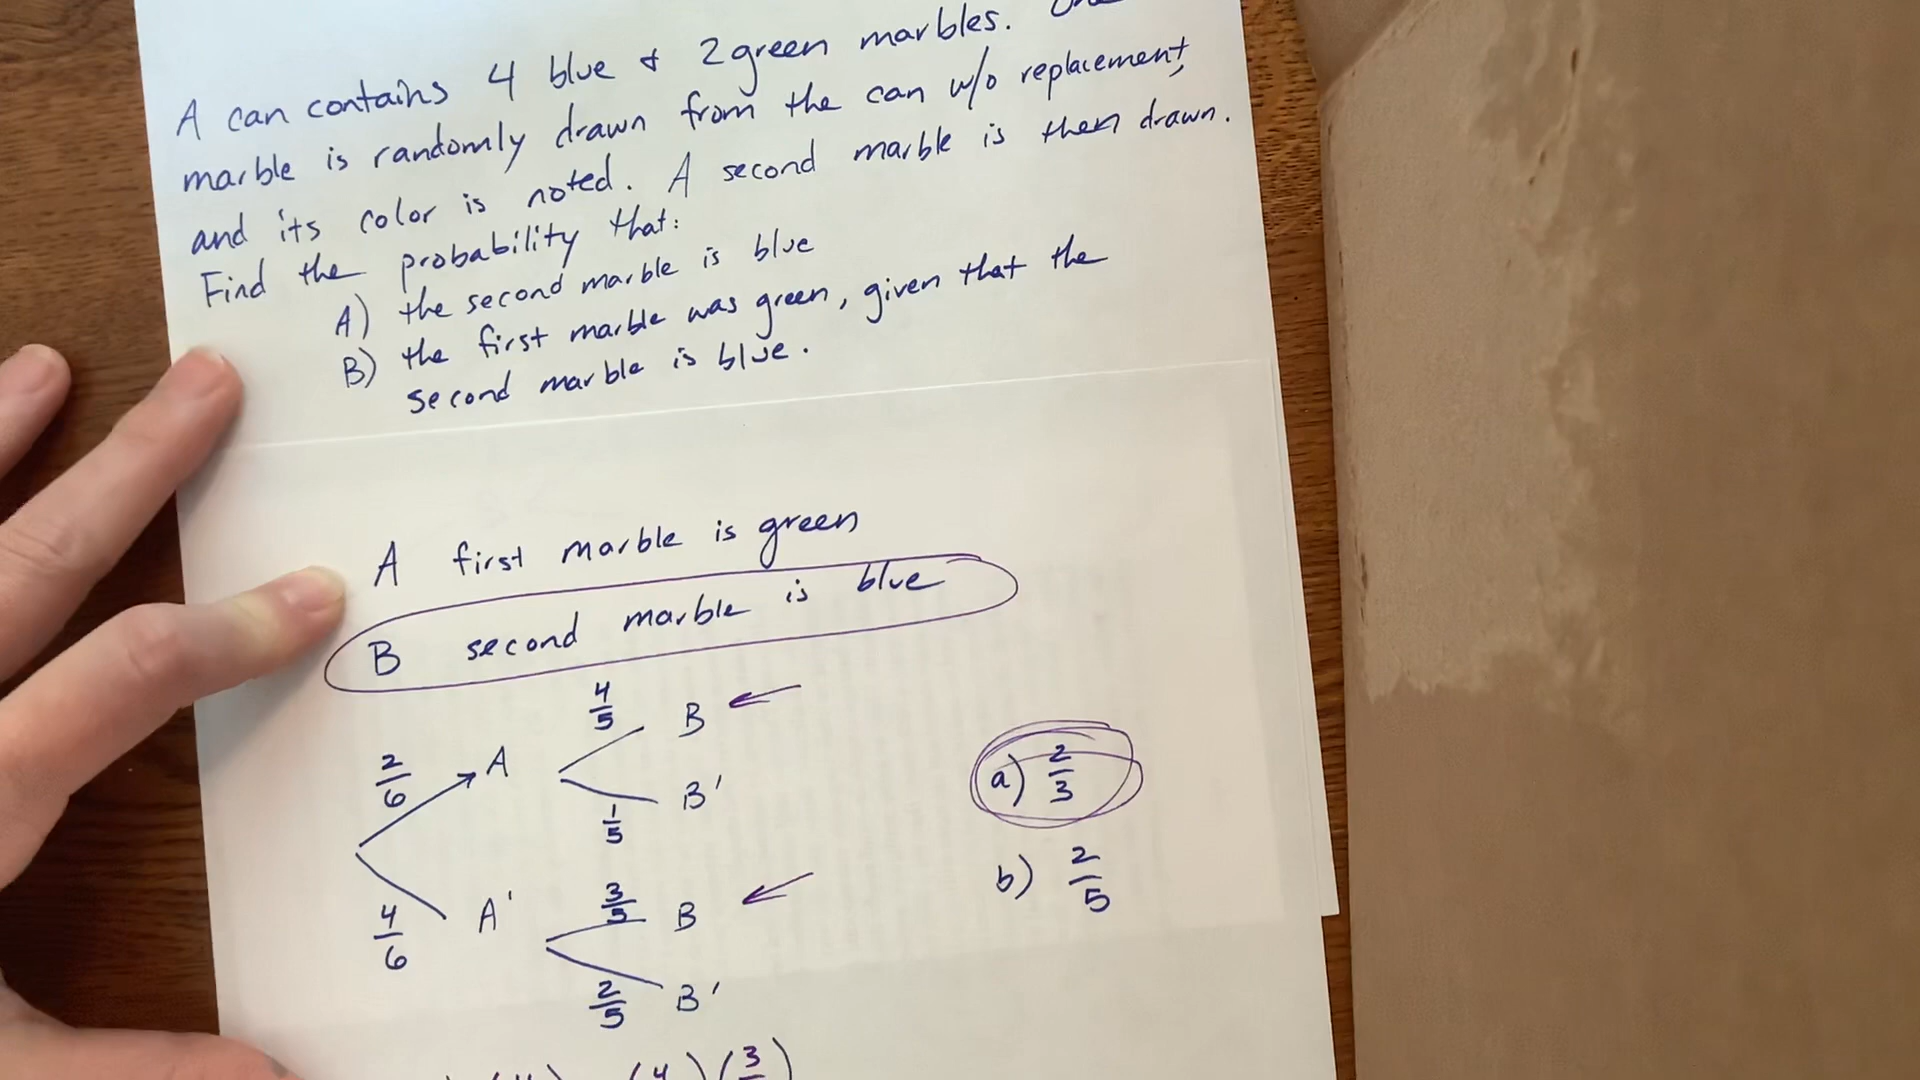 A can contains 4 blue & 2 green marbles.
marble is randomly drawn from the can w/o replacement,
and its color is noted. A second marble is then drawn.
Find the probability that:
A) the second marble is blue
B) the first marble was green, given that the
second marble is blue.
A first marble is green
B second marble is blue
4/5 B
2/6 A
1/5 B'
a) 2/3
b) 2/5
4/6 A'
3/5 B
2/5 B'